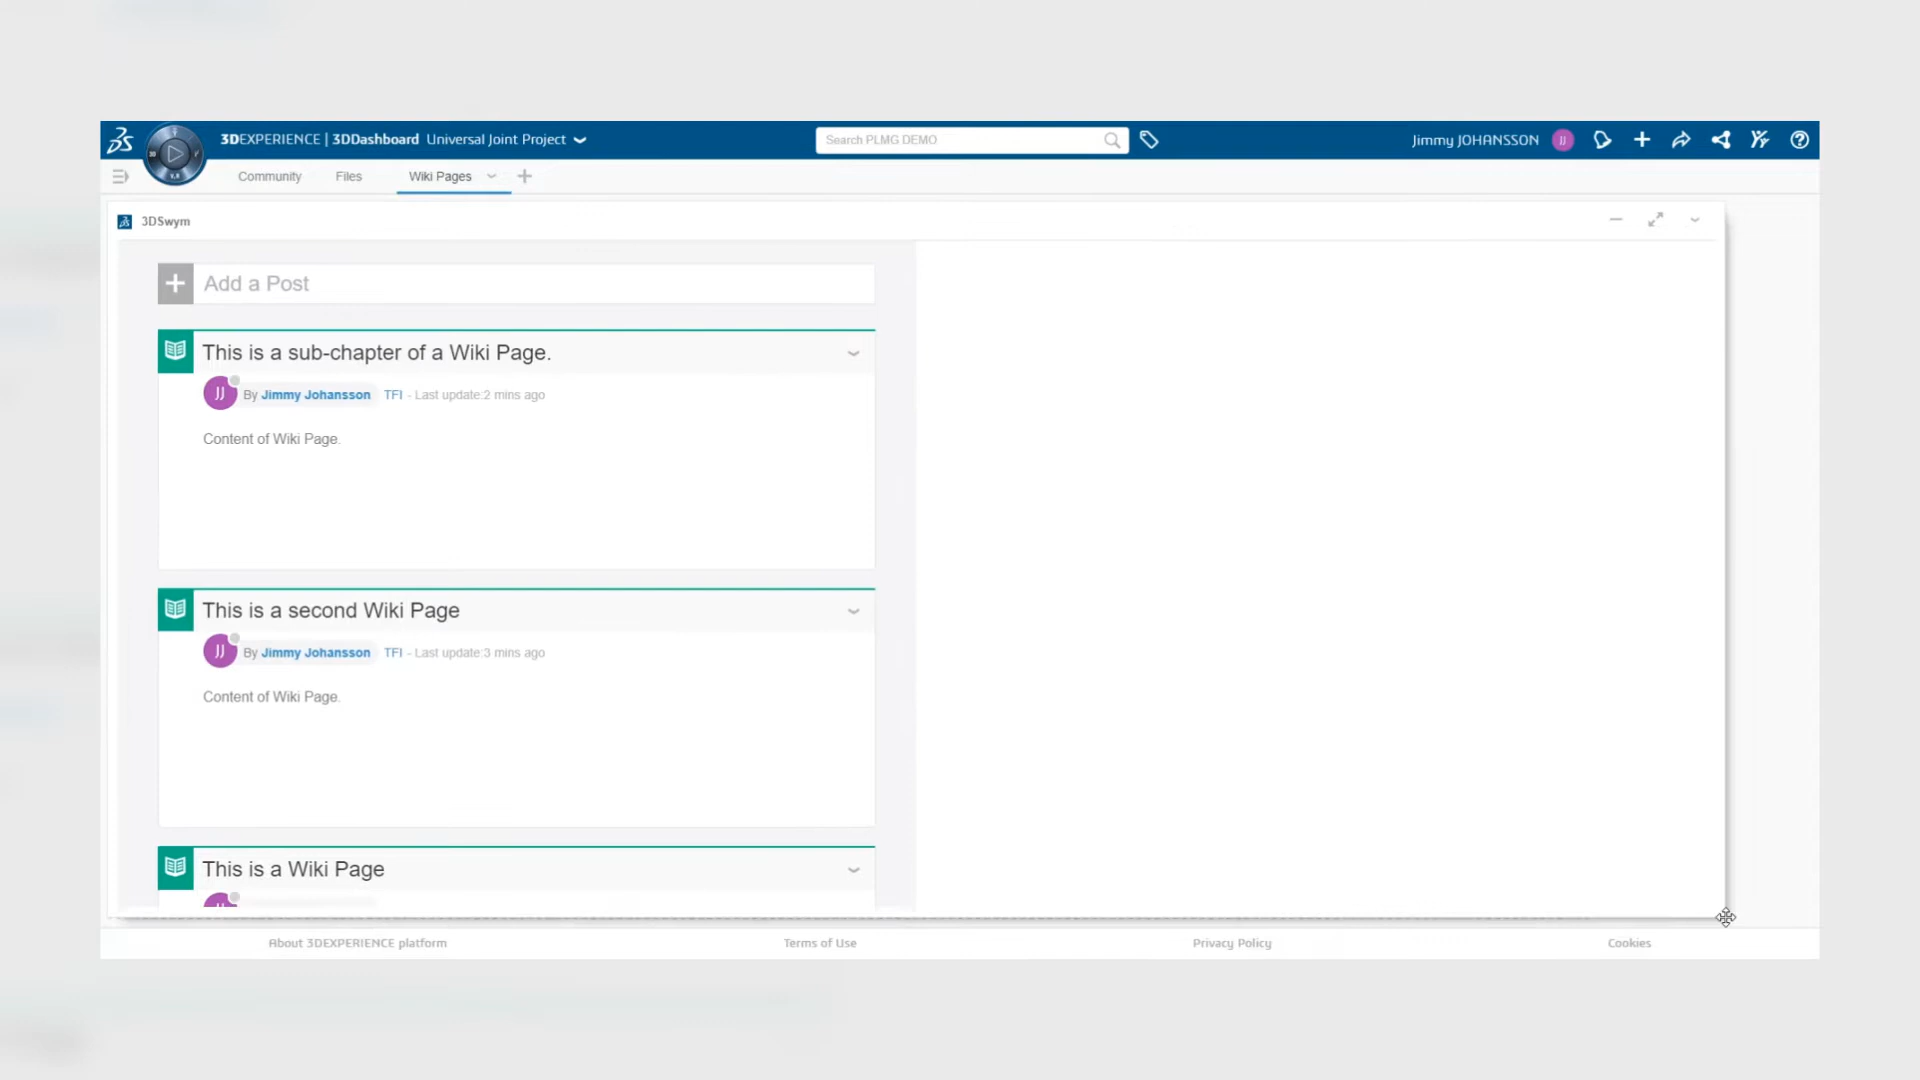 3DEXPERIENCE | 3DDashboard Universal Joint Project
Search PLMG DEMO
Jimmy JOHANSSON JJ
Community Files Wiki Pages
3DSwym
Add a Post
This is a sub-chapter of a Wiki Page.
JJ By Jimmy Johansson TFI - Last update:2 mins ago
Content of Wiki Page.
This is a second Wiki Page
JJ By Jimmy Johansson TFI - Last update:3 mins ago
Content of Wiki Page.
This is a Wiki Page
About 3DEXPERIENCE platform Terms of Use Privacy Policy Cookies